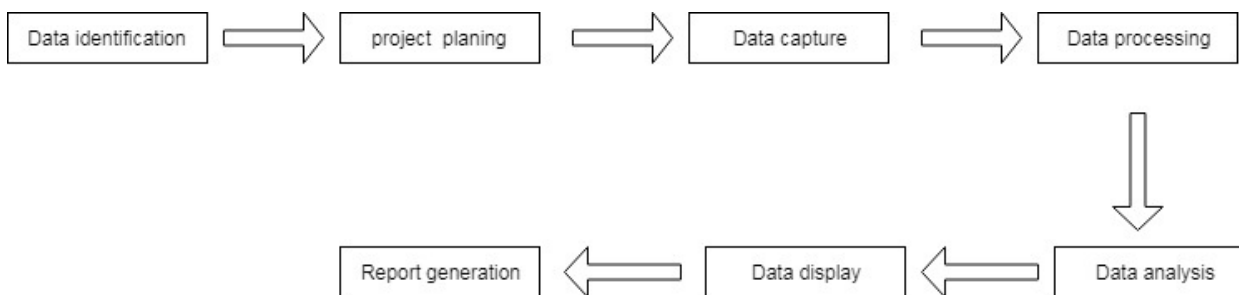 Data identification
project planing
Data capture
Data processing
Data analysis
Data display
Report generation